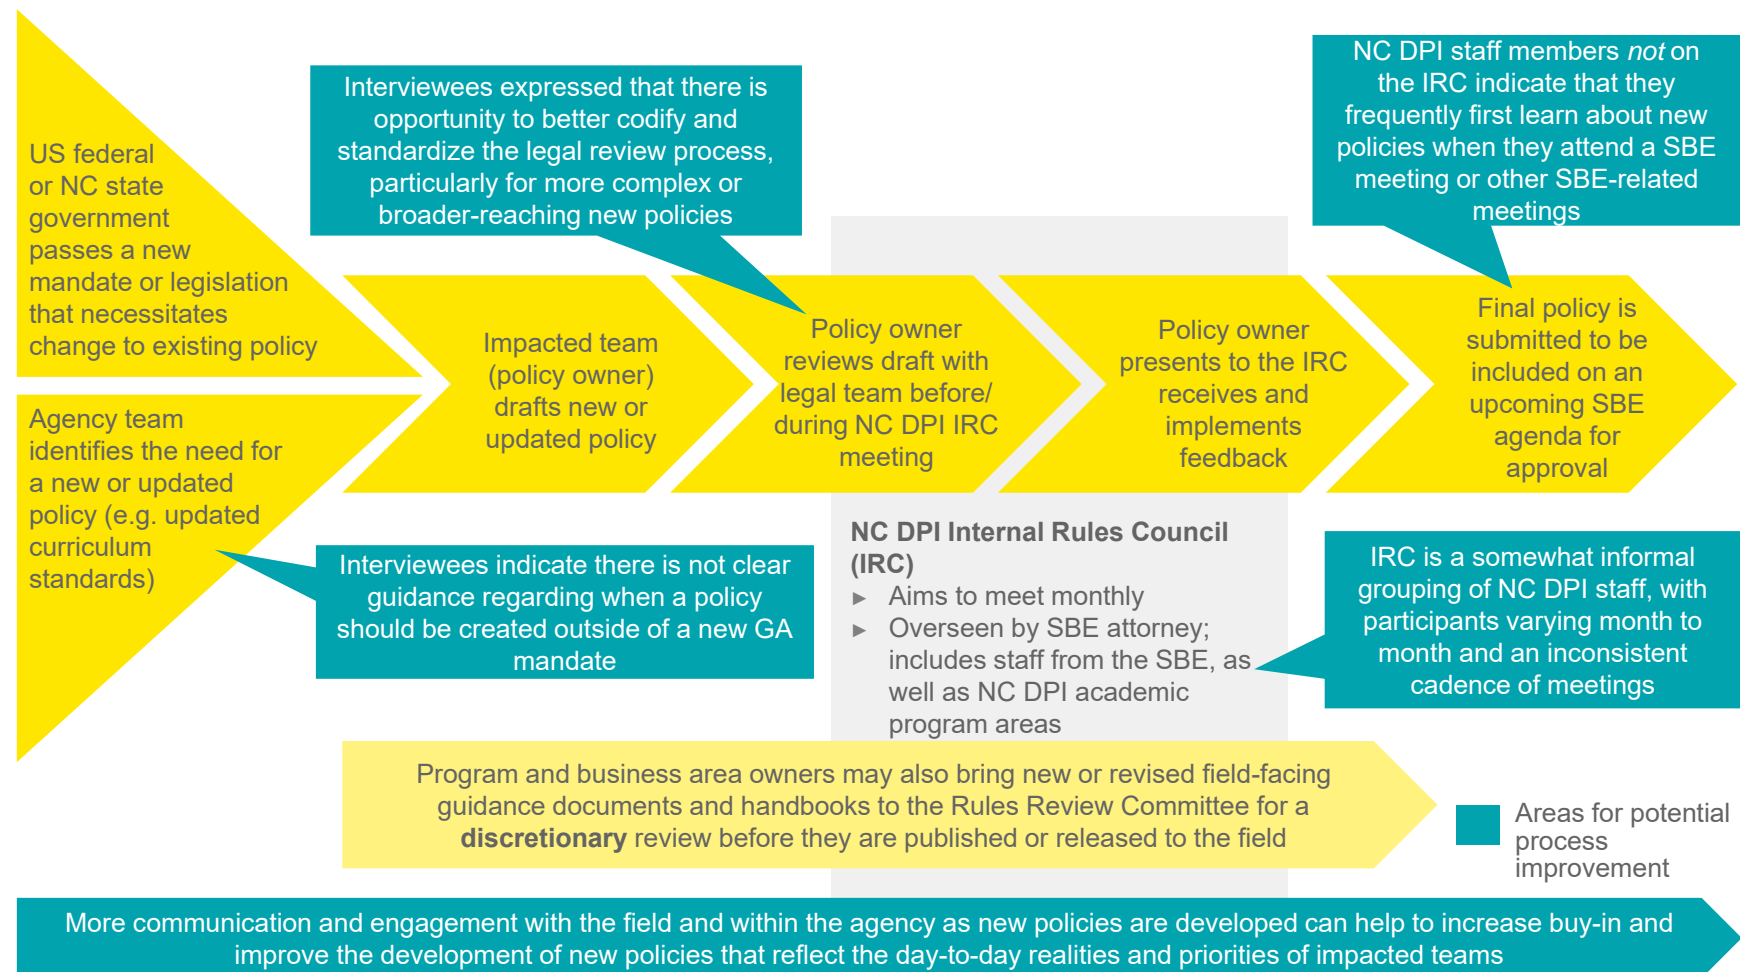 US federal
or NC state
government
passes a new
mandate or legislation
that necessitates
change to existing policy
Agency team
identifies the need for
a new or updated
policy (e.g. updated
curriculum
standards)
Interviewees expressed that there is
opportunity to better codify and
standardize the legal review process,
particularly for more complex or
broader-reaching new policies
NC DPI staff members not on
the IRC indicate that they
frequently first learn about new
policies when they attend a SBE
meeting or other SBE-related
meetings
Impacted team
(policy owner)
drafts new or
updated policy
Policy owner
reviews draft with
legal team before/
during NC DPI IRC
meeting
Policy owner
presents to the IRC
receives and
implements
feedback
Final policy is
submitted to be
included on an
upcoming SBE
agenda for
approval
Interviewees indicate there is not clear
guidance regarding when a policy
should be created outside of a new GA
mandate
NC DPI Internal Rules Council
(IRC)
► Aims to meet monthly
► Overseen by SBE attorney;
includes staff from the SBE, as
well as NC DPI academic
program areas
IRC is a somewhat informal
grouping of NC DPI staff, with
participants varying month to
month and an inconsistent
cadence of meetings
Program and business area owners may also bring new or revised field-facing
guidance documents and handbooks to the Rules Review Committee for a
discretionary review before they are published or released to the field
Areas for potential
process
improvement
More communication and engagement with the field and within the agency as new policies are developed can help to increase buy-in and
improve the development of new policies that reflect the day-to-day realities and priorities of impacted teams